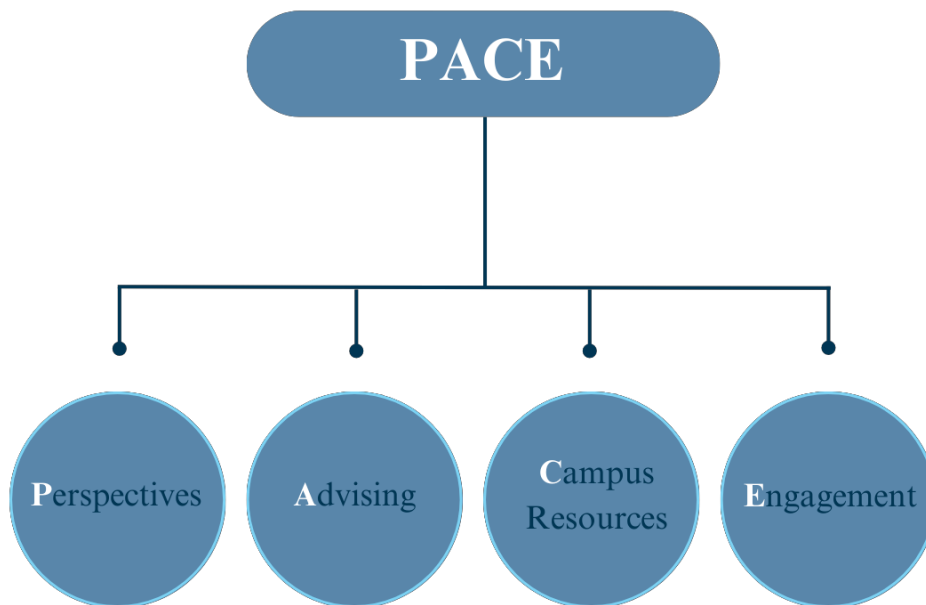 PACE
Perspectives
Advising
Campus
Resources
Engagement